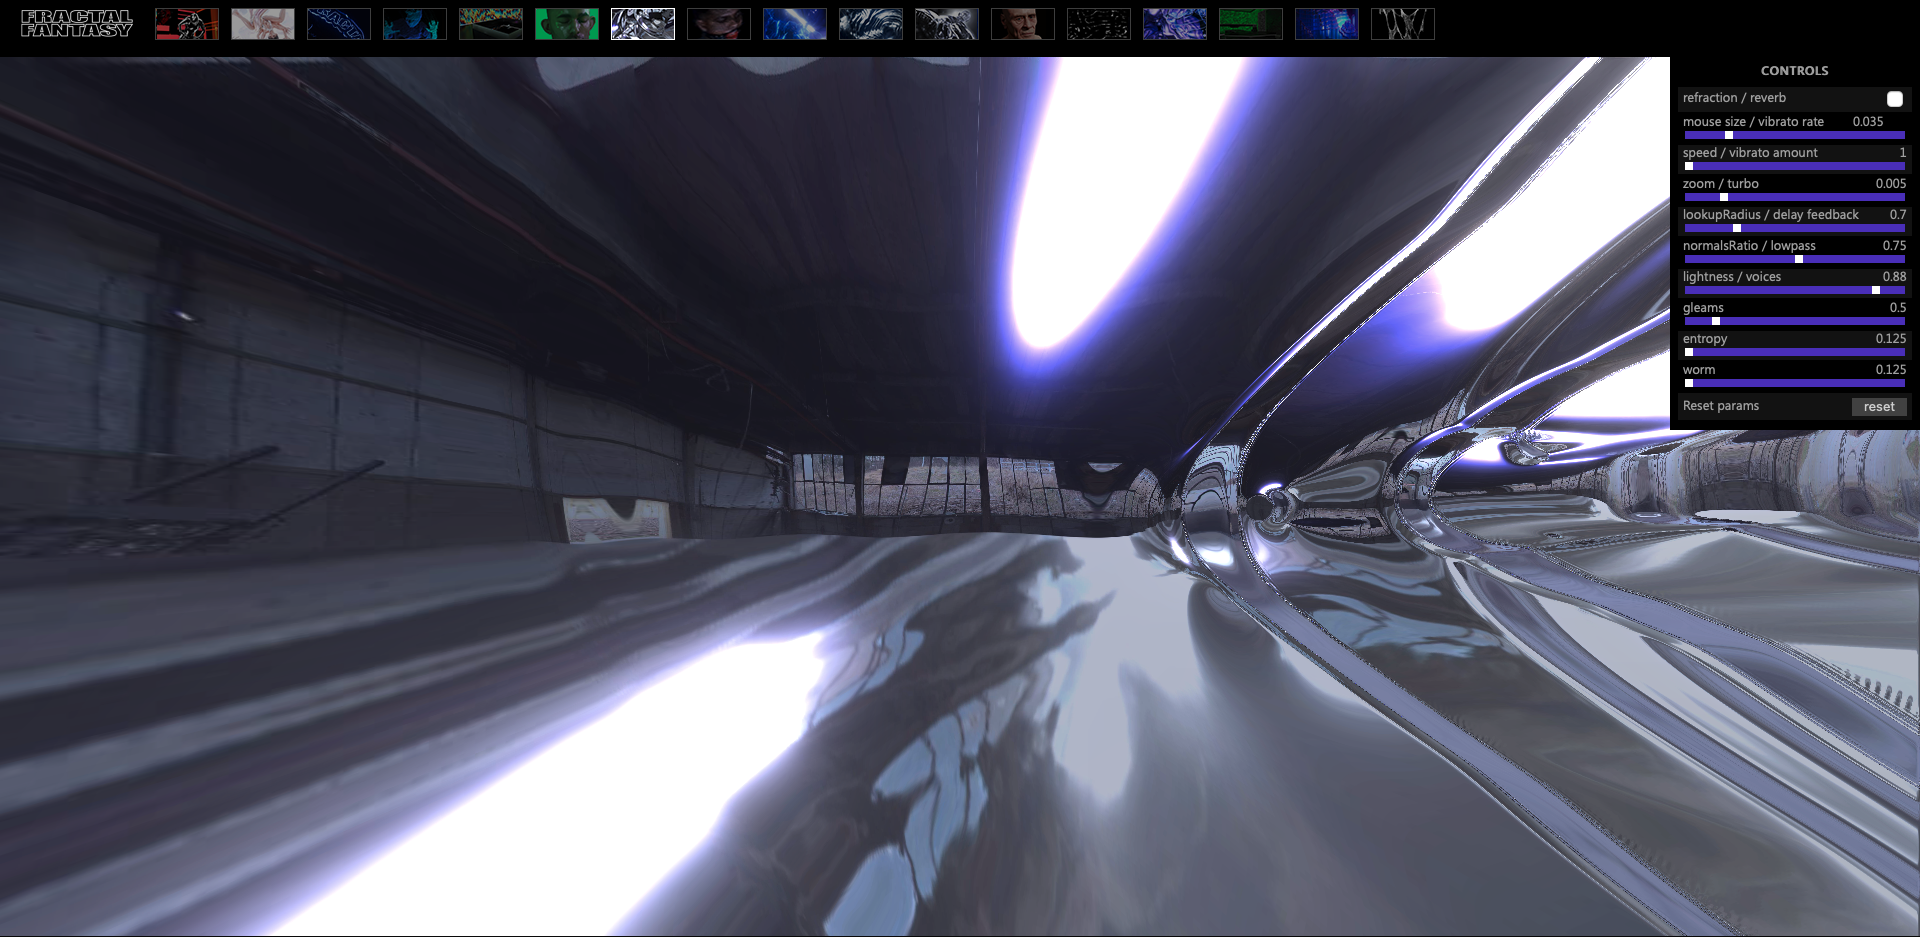 FRACTAL
FANTASY
CONTROLS
refraction / reverb
mouse size / vibrato rate 0.035
speed / vibrato amount 1
zoom / turbo 0.005
lookupRadius / delay feedback 0.7
normalsRatio / lowpass 0.75
lightness / voices 0.88
gleams 0.5
entropy 0.125
worm 0.125
Reset params reset